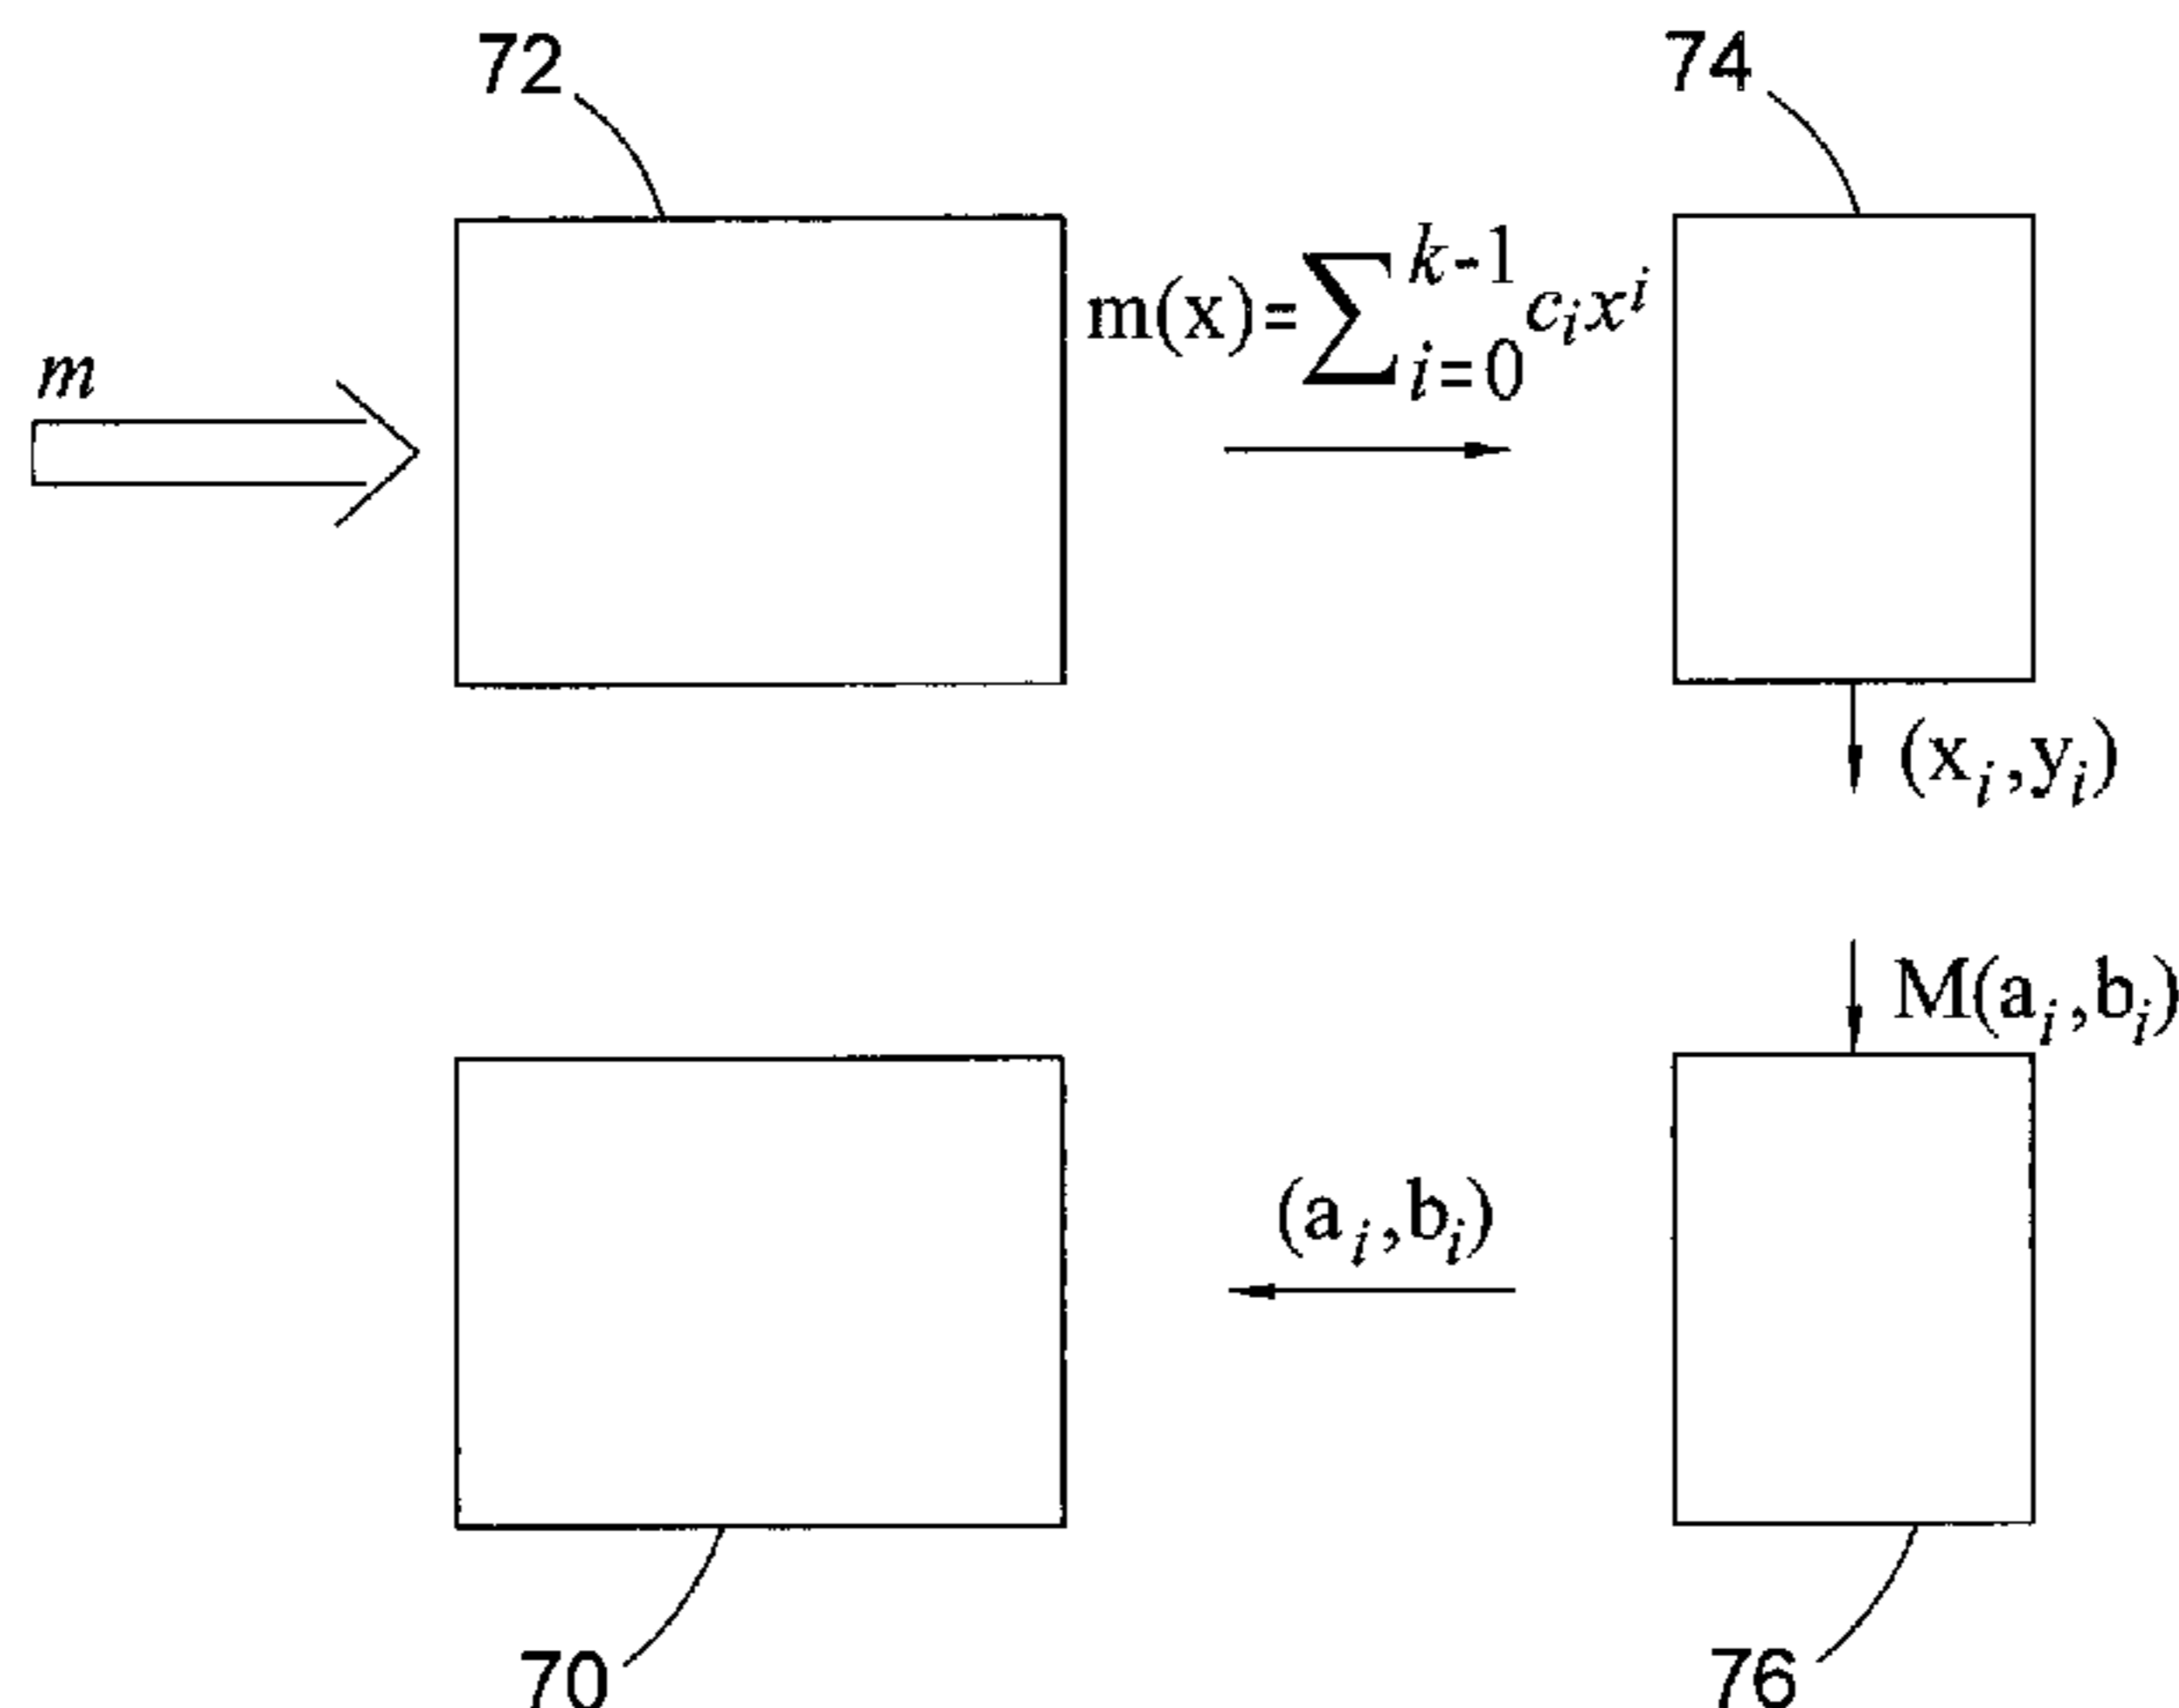 72
74
m(x)=∑_{i=0}^{k-1} c_i x^i
m
(x_i,y_i)
M(a_i,b_i)
(a_i,b_i)
70
76